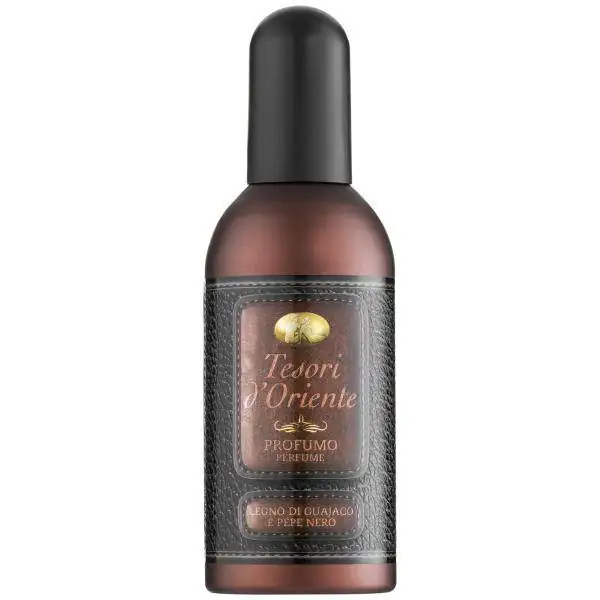 Tesori
d'Oriente
PROFUMO
PERFUME
LEGNO DI GUAJACO
E PEPE NERO